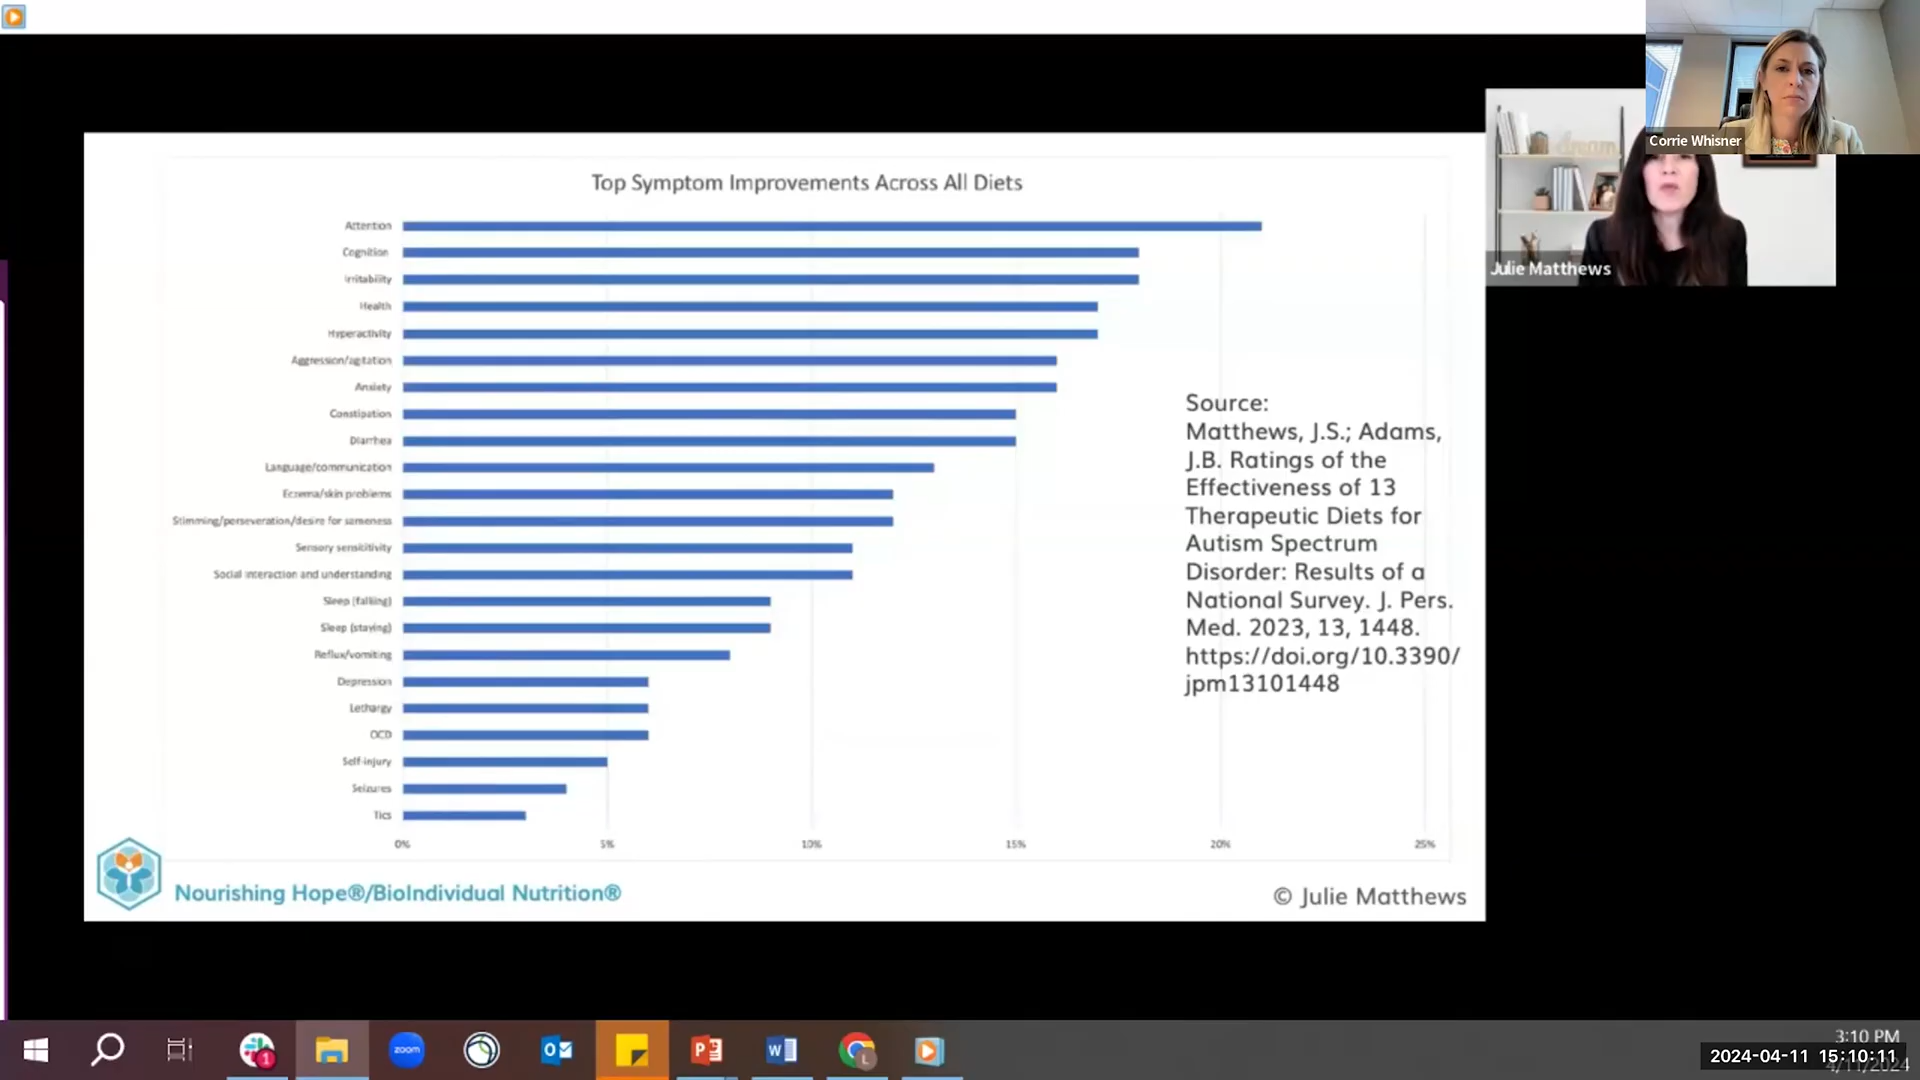 Corrie Whisner
Julie Matthews
Top Symptom Improvements Across All Diets
Attention
Cognition
Irritability
Health
Hyperactivity
Aggression/agitation
Anxiety
Constipation
Diarrhea
Language/communication
Eczema/skin problems
Stimming/perseveration/desire for sameness
Sensory sensititivity
Social interaction and understanding
Sleep (falling)
Sleep (staying)
Reflux/vomiting
Depression
Lethargy
OCD
Self-injury
Seizures
Tics
0% 5% 10% 15% 20% 25%
Source:
Matthews, J.S.; Adams,
J.B. Ratings of the
Effectiveness of 13
Therapeutic Diets for
Autism Spectrum
Disorder: Results of a
National Survey. J. Pers.
Med. 2023, 13, 1448.
https://doi.org/10.3390/
jpm13101448
Nourishing Hope®/BioIndividual Nutrition®
© Julie Matthews
1
zoom
L
3:10 PM
2024-04-11 15:10:11